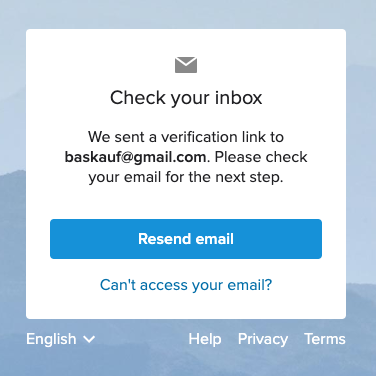 Check your inbox
We sent a verification link to
baskauf@gmail.com. Please check
your email for the next step.
Resend email
Can't access your email?
English
Help Privacy Terms